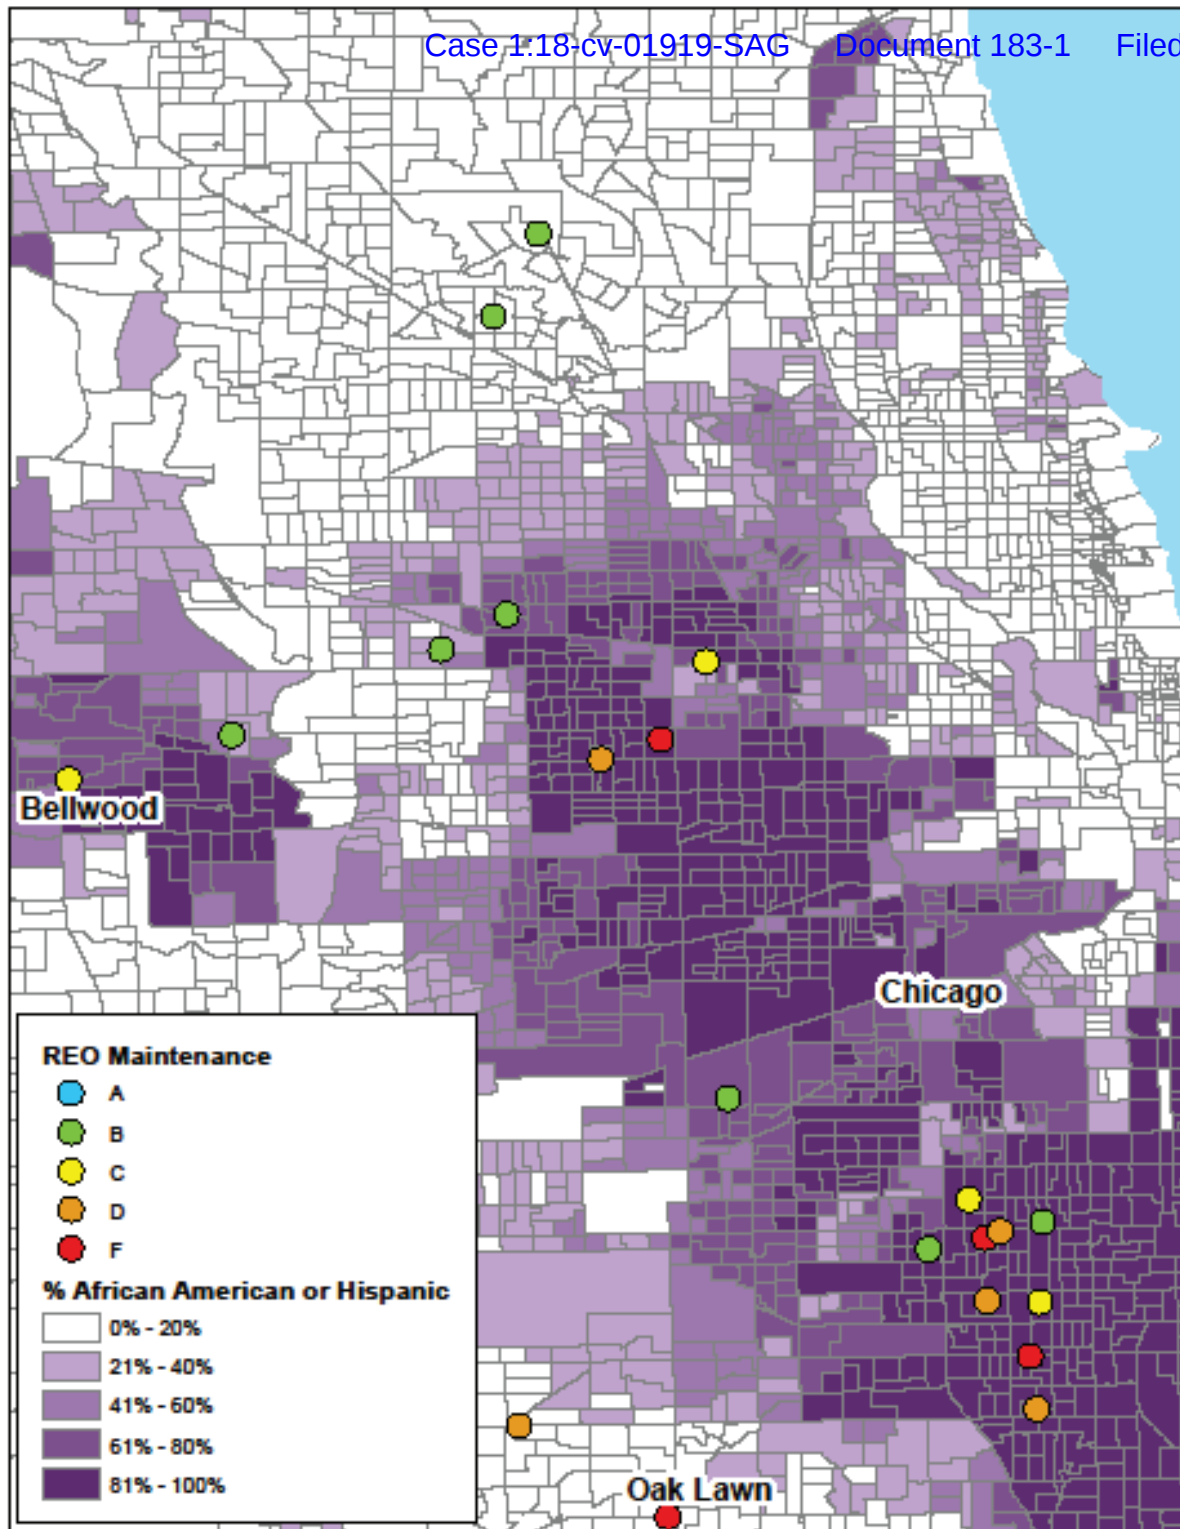 Case 1:18-cv-01919-SAG Document 183-1 Filed
Bellwood
Chicago
REO Maintenance
A
B
C
D
F
% African American or Hispanic
0% - 20%
21% - 40%
41% - 60%
61% - 80%
81% - 100%
Oak Lawn